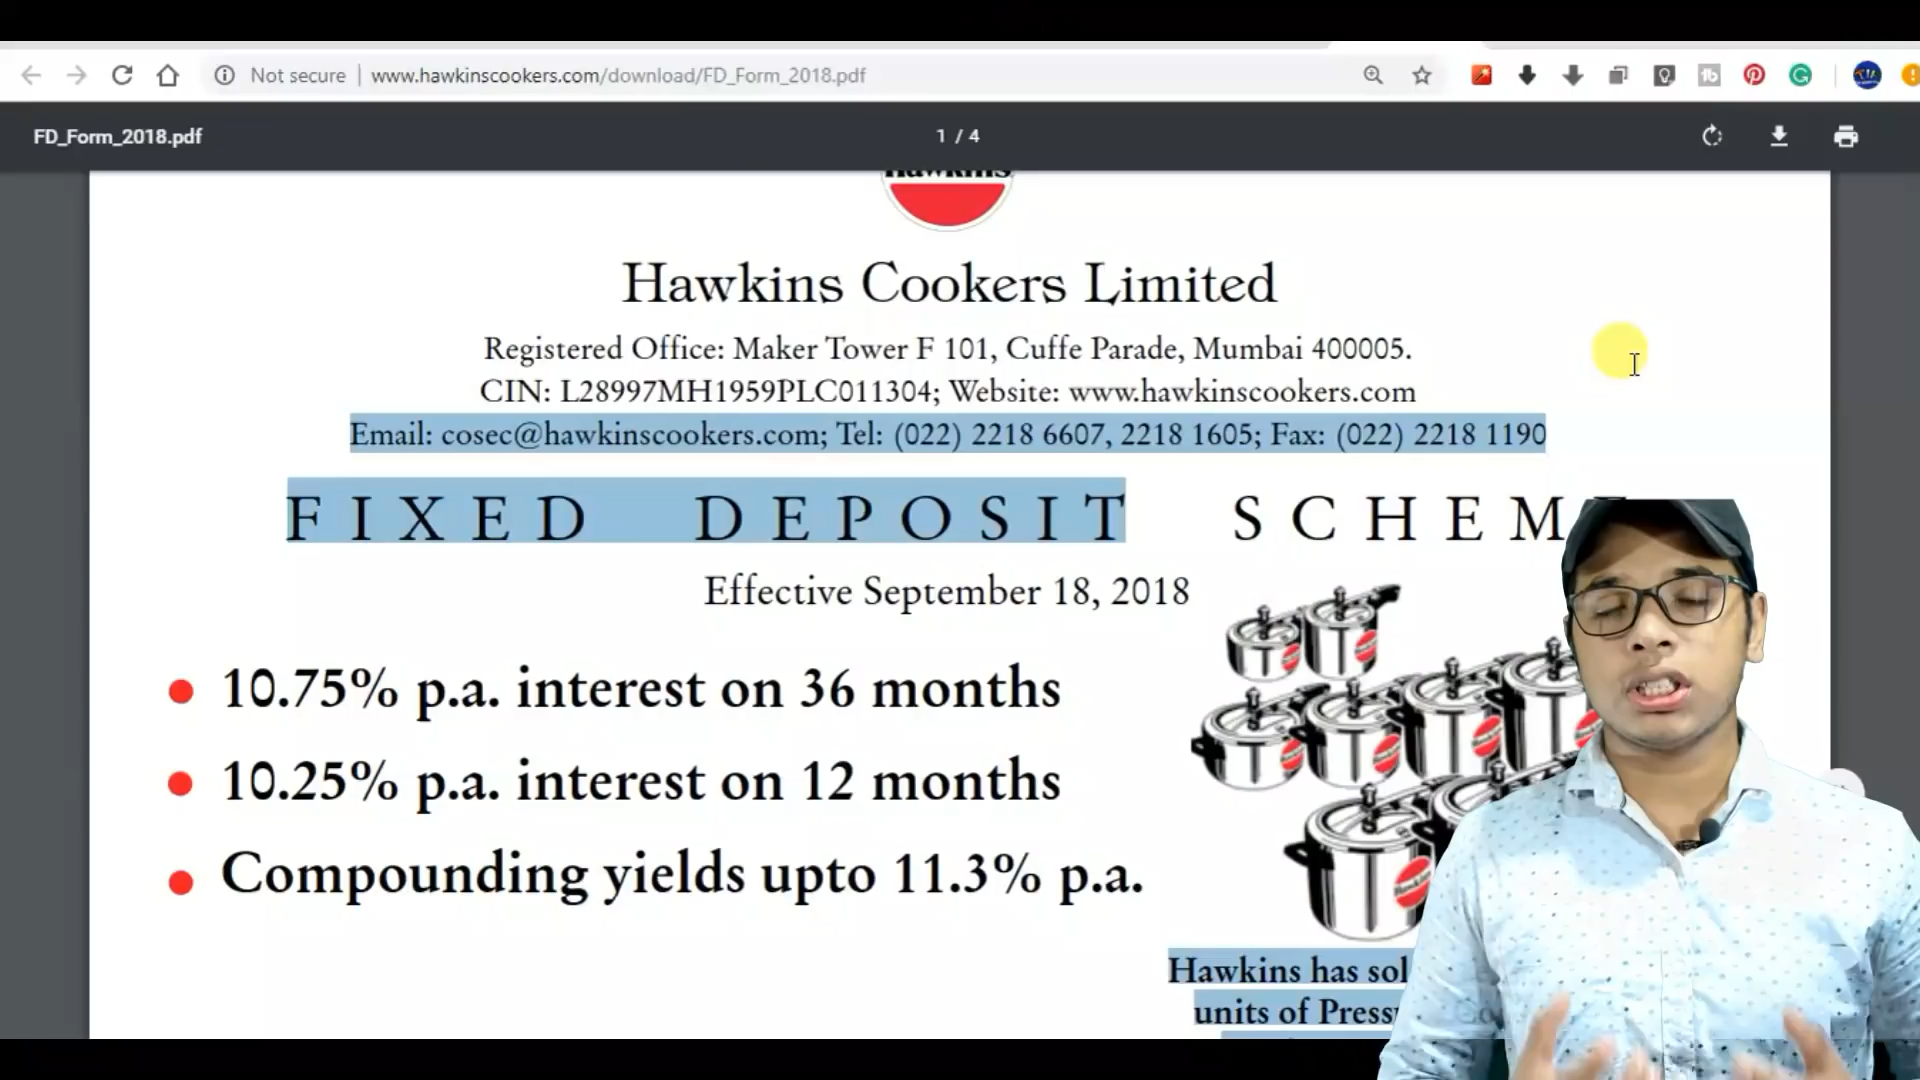 Not secure | www.hawkinscookers.com/download/FD_Form_2018.pdf
FD_Form_2018.pdf
1 / 4
Hawkins
Hawkins Cookers Limited
Registered Office: Maker Tower F 101, Cuffe Parade, Mumbai 400005.
CIN: L28997MH1959PLC011304; Website: www.hawkinscookers.com
Email: cosec@hawkinscookers.com; Tel: (022) 2218 6607, 2218 1605; Fax: (022) 2218 1190
FIXED DEPOSIT SCHEME
Effective September 18, 2018
10.75% p.a. interest on 36 months
10.25% p.a. interest on 12 months
Compounding yields upto 11.3% p.a.
Hawkins has sol
units of Press